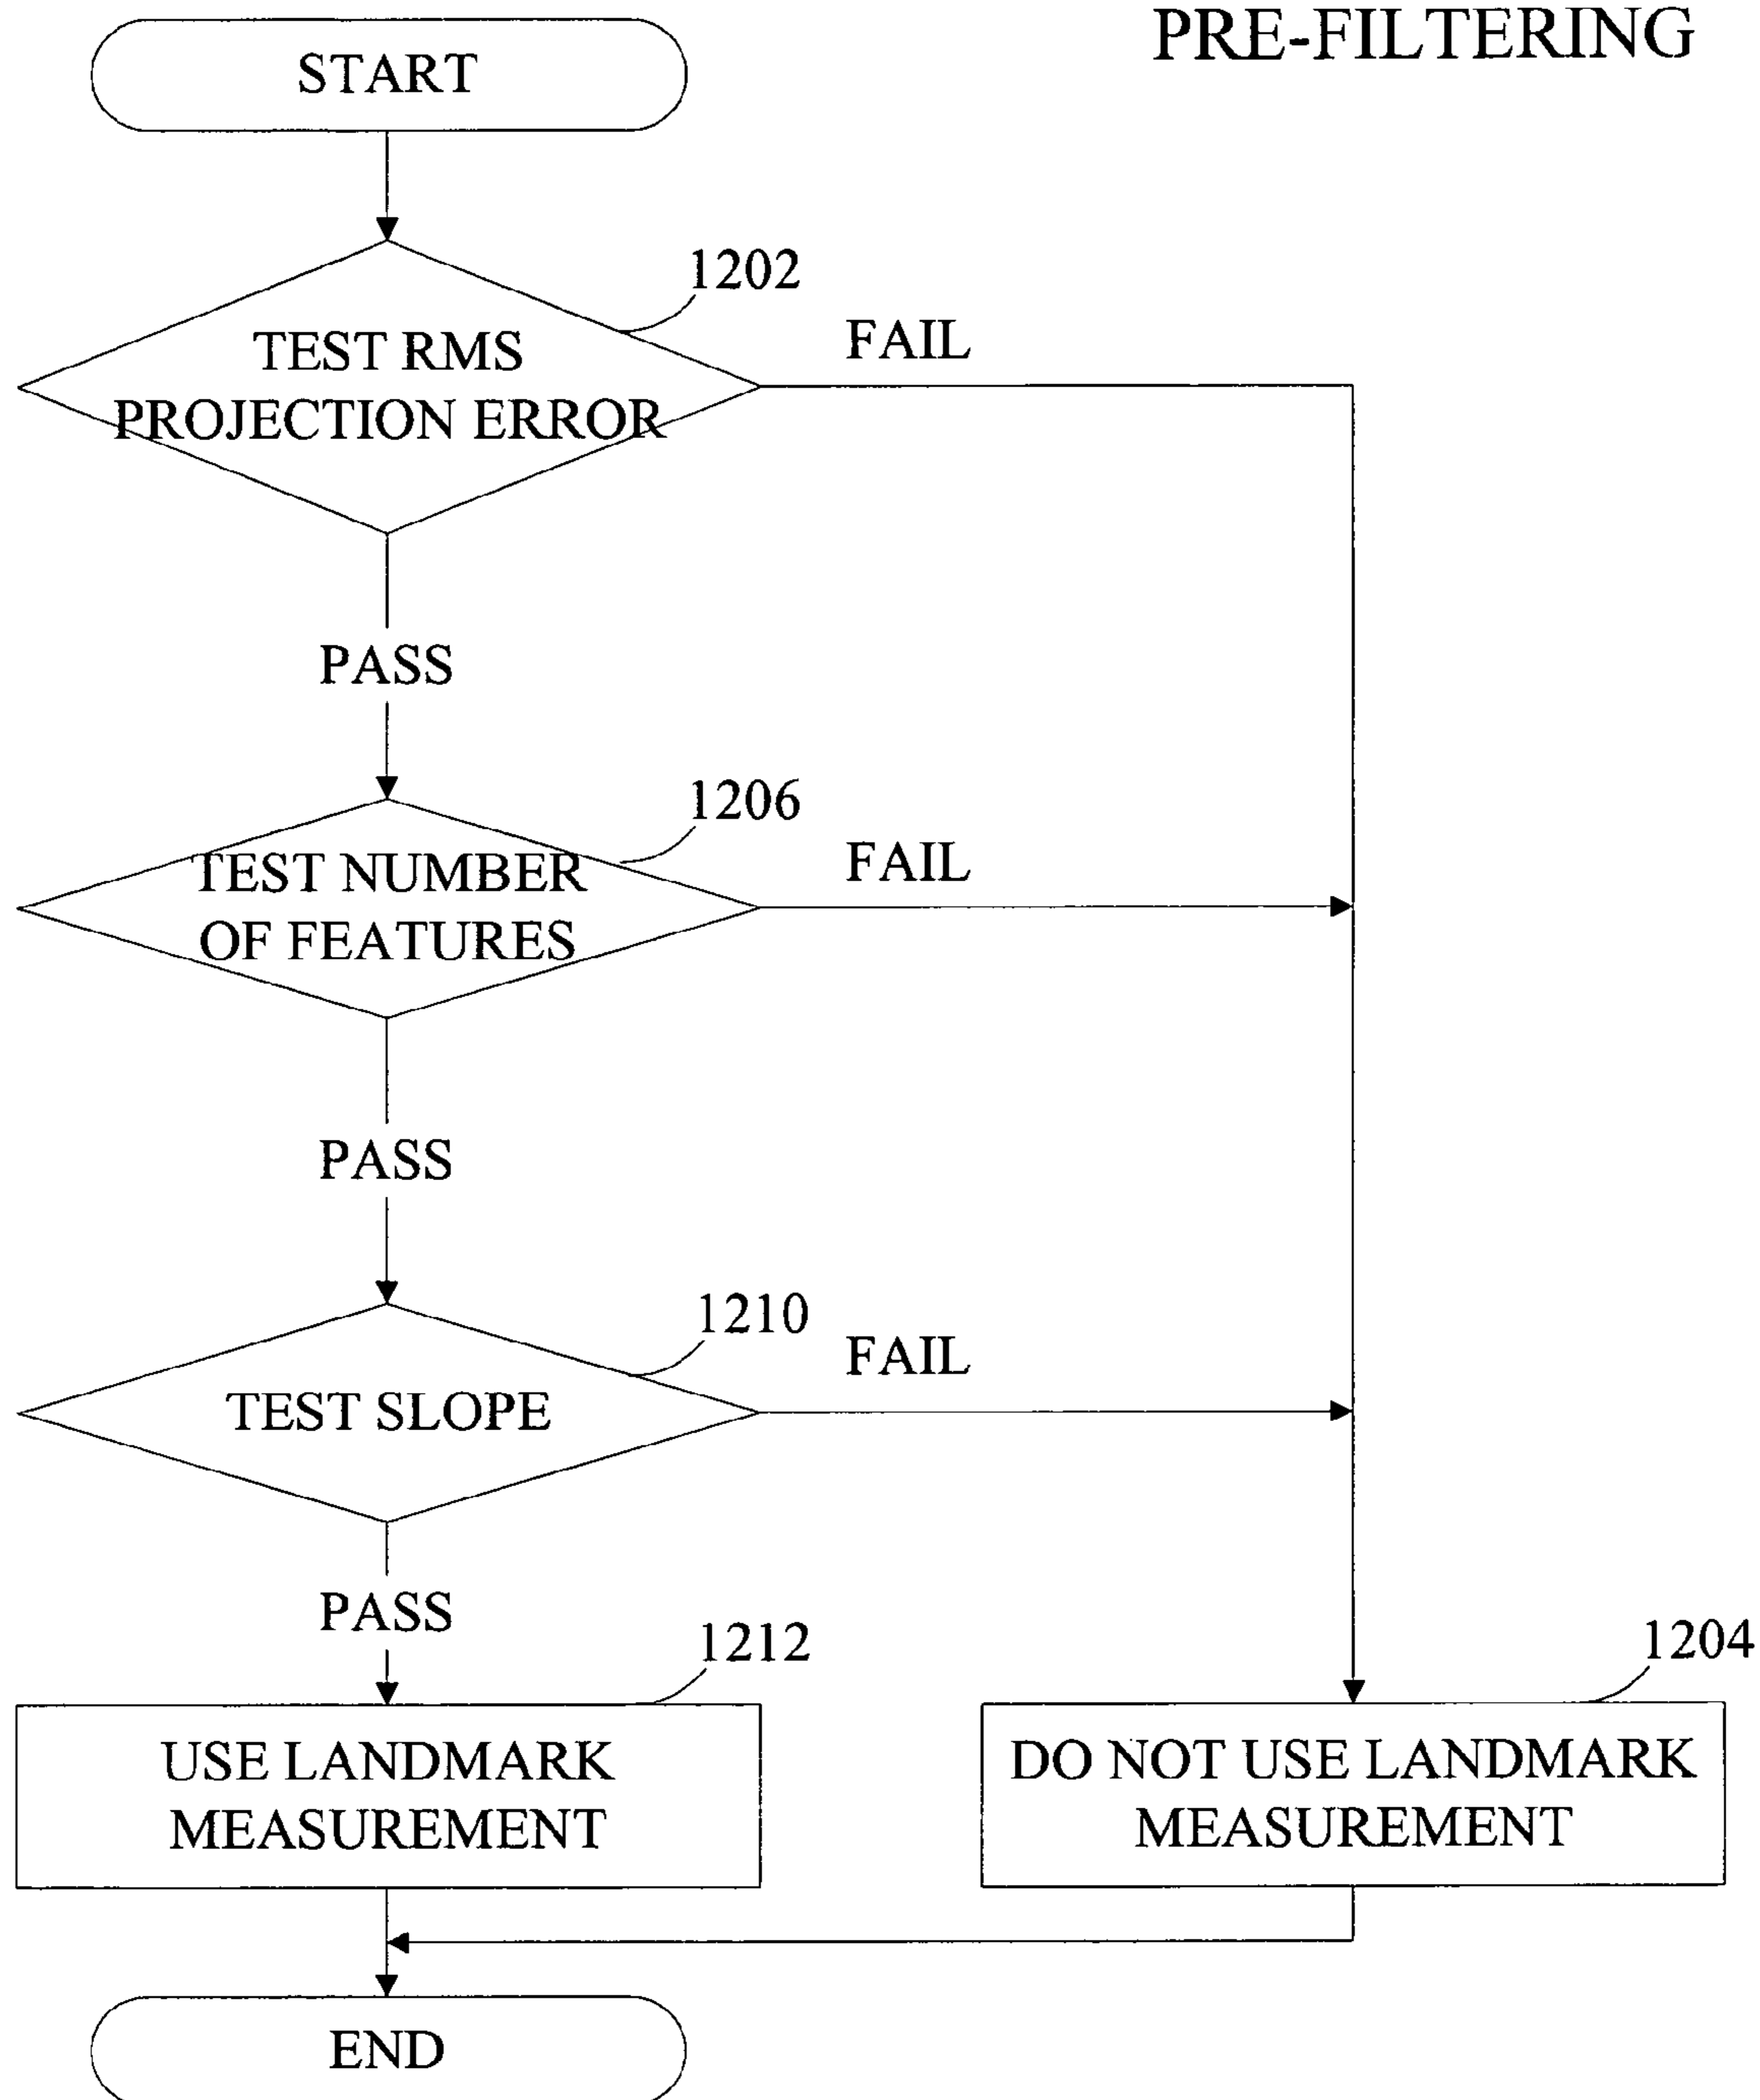 PRE-FILTERING
START
1202
TEST RMS
PROJECTION ERROR
FAIL
PASS
1206
TEST NUMBER
OF FEATURES
FAIL
PASS
1210
TEST SLOPE
FAIL
PASS
1212
USE LANDMARK
MEASUREMENT
1204
DO NOT USE LANDMARK
MEASUREMENT
END